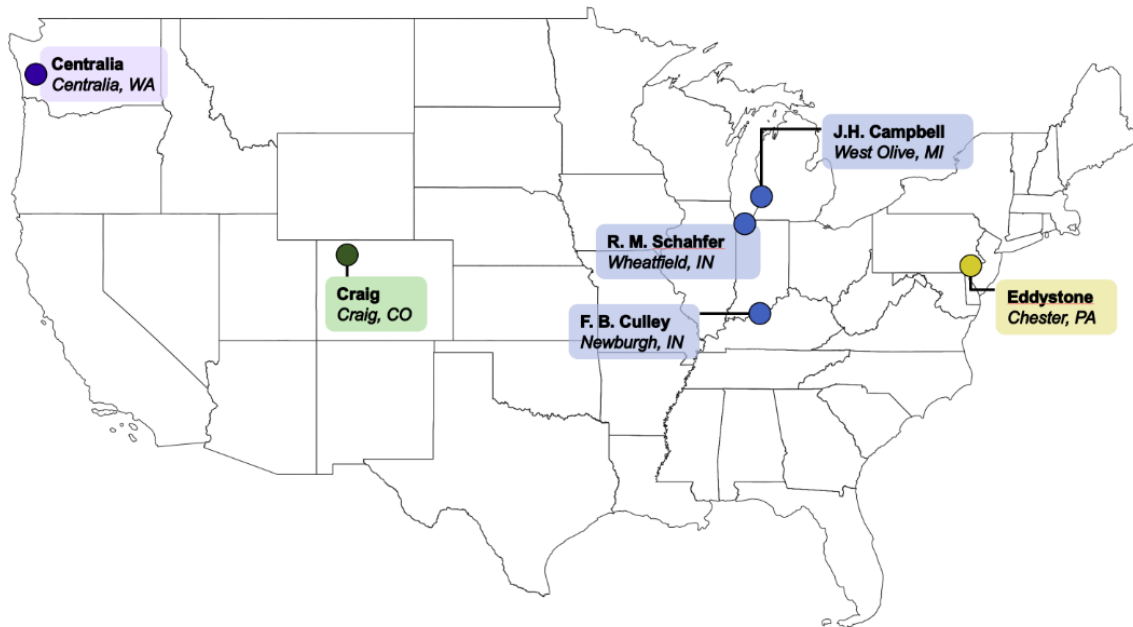 Centralia
Centralia, WA
J.H. Campbell
West Olive, MI
R. M. Schahfer
Wheatfield, IN
Craig
Craig, CO
F. B. Culley
Newburgh, IN
Eddystone
Chester, PA